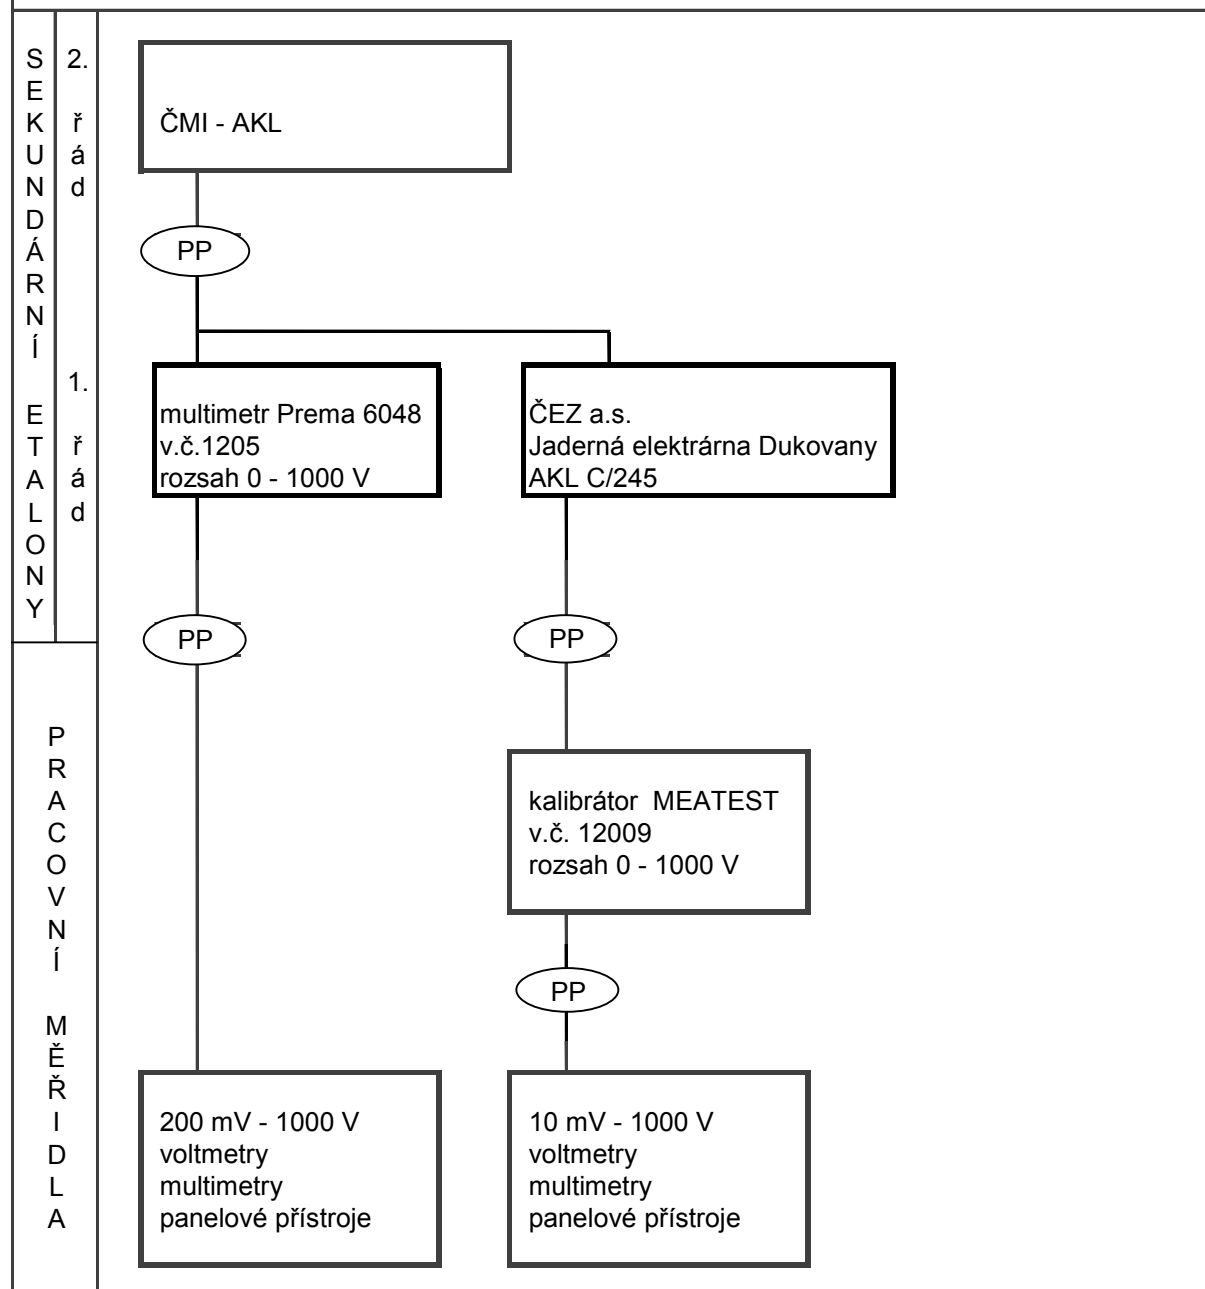 SEKUNDÁRNÍ ETALONY
2. řád
ČMI - AKL
PP
1. řád
multimetr Prema 6048
v.č.1205
rozsah 0 - 1000 V
ČEZ a.s.
Jaderná elektrárna Dukovany
AKL C/245
PP
PP
PRACOVNÍ MĚŘIDLA
kalibrátor MEATEST
v.č. 12009
rozsah 0 - 1000 V
PP
200 mV - 1000 V
voltmetry
multimetry
panelové přístroje
10 mV - 1000 V
voltmetry
multimetry
panelové přístroje